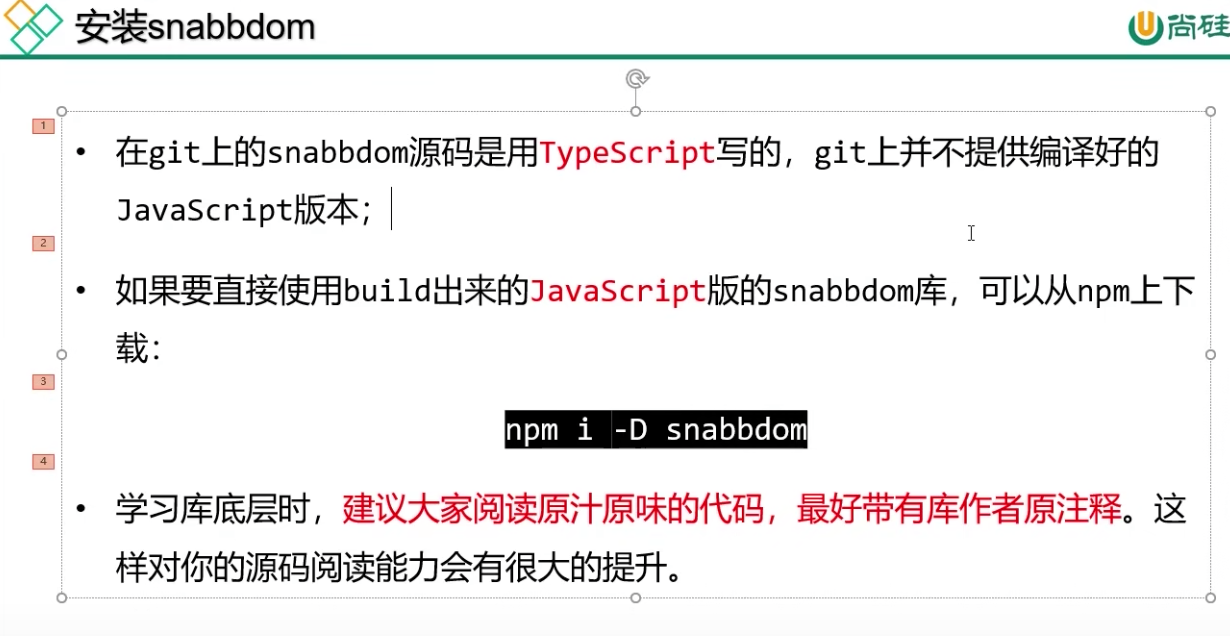 安装snabbdom
尚硅
1
• 在git上的snabbdom源码是用TypeScript写的，git上并不提供编译好的
JavaScript版本；
2
• 如果要直接使用build出来的JavaScript版的snabbdom库，可以从npm上下
载：
3
npm i -D snabbdom
4
• 学习库底层时，建议大家阅读原汁原味的代码，最好带有库作者原注释。这
样对你的源码阅读能力会有很大的提升。